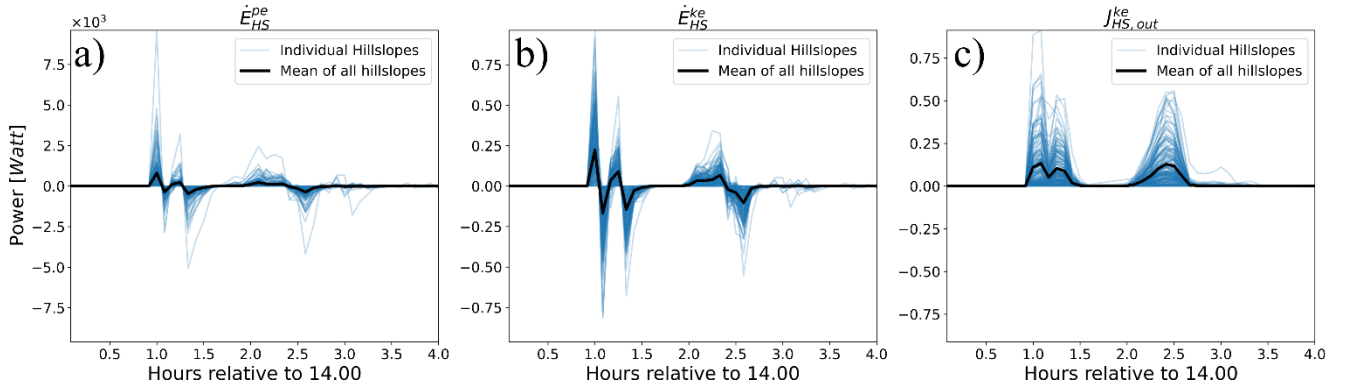 Ė_HS^pe
×10³
a)
Individual Hillslopes
Mean of all hillslopes
Power [Watt]
7.5
5.0
2.5
0.0
−2.5
−5.0
−7.5
0.5 1.0 1.5 2.0 2.5 3.0 3.5 4.0
Hours relative to 14.00
Ė_HS^ke
b)
Individual Hillslopes
Mean of all hillslopes
0.75
0.50
0.25
0.00
−0.25
−0.50
−0.75
0.5 1.0 1.5 2.0 2.5 3.0 3.5 4.0
Hours relative to 14.00
J_HS,out^ke
c)
Individual Hillslopes
Mean of all hillslopes
0.75
0.50
0.25
0.00
−0.25
−0.50
−0.75
0.5 1.0 1.5 2.0 2.5 3.0 3.5 4.0
Hours relative to 14.00